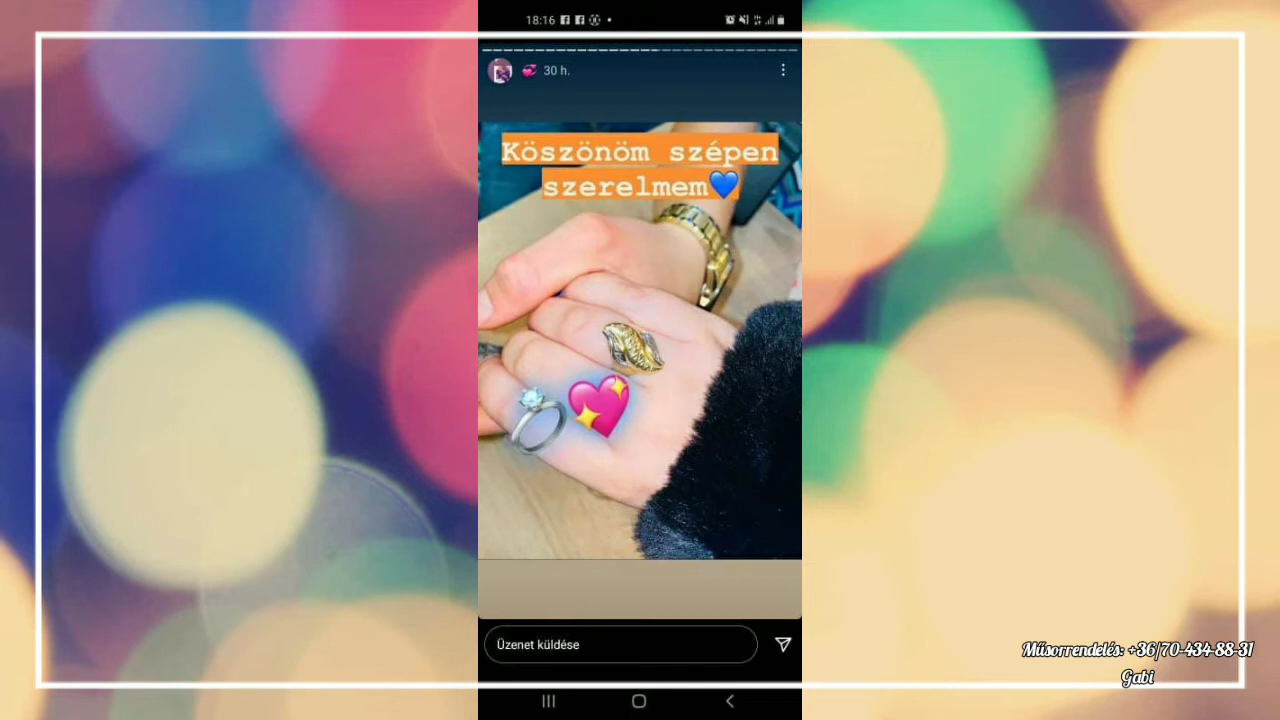 18:16
30 h.
Köszönöm szépen
szerelmem💙
Üzenet küldése
Műsorrendelés: +36/70-434-88-31
Gabi